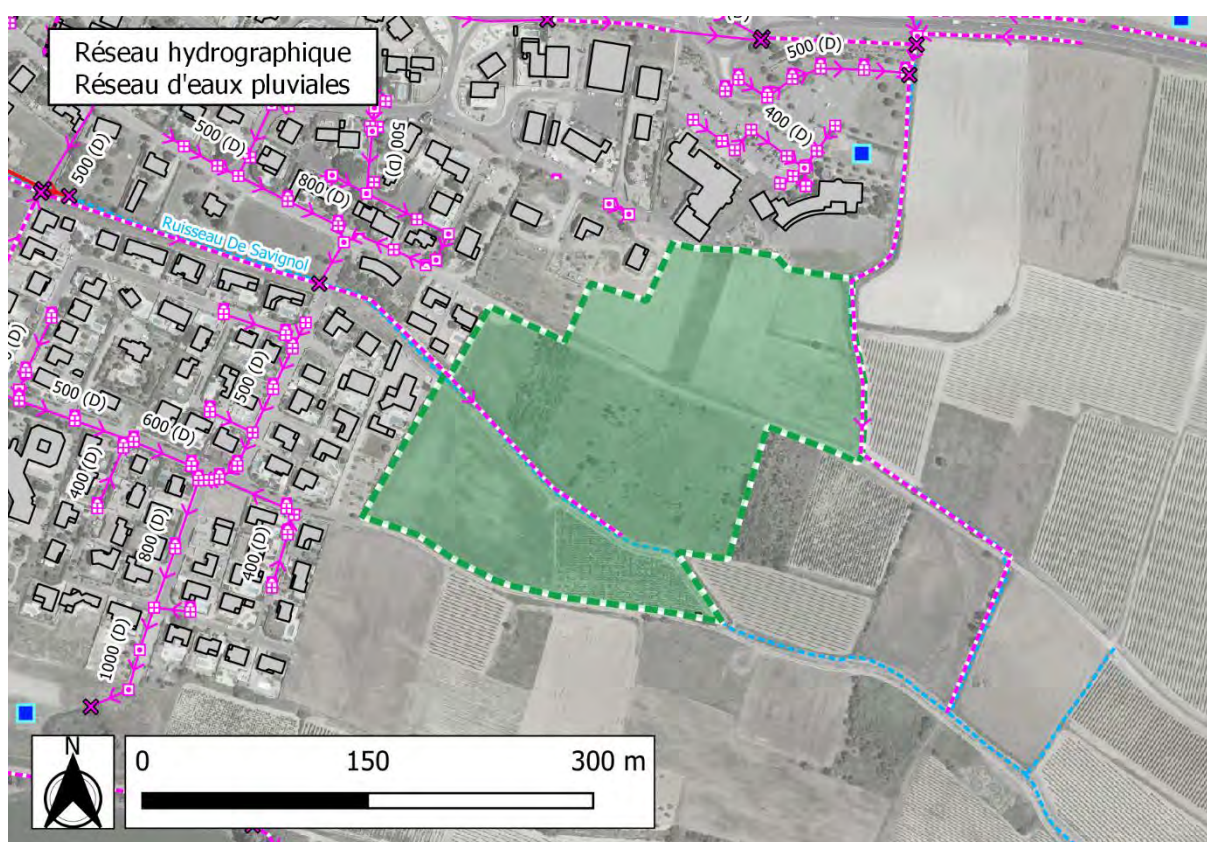 Réseau hydrographique
Réseau d'eaux pluviales
500 (D)
500 (D)
400 (D)
500 (D)
500 (D)
800 (D)
Ruisseau De Savignol
500 (D)
500 (D)
600 (D)
400 (D)
800 (D)
400 (D)
1000 (D)
N
0
150
300 m